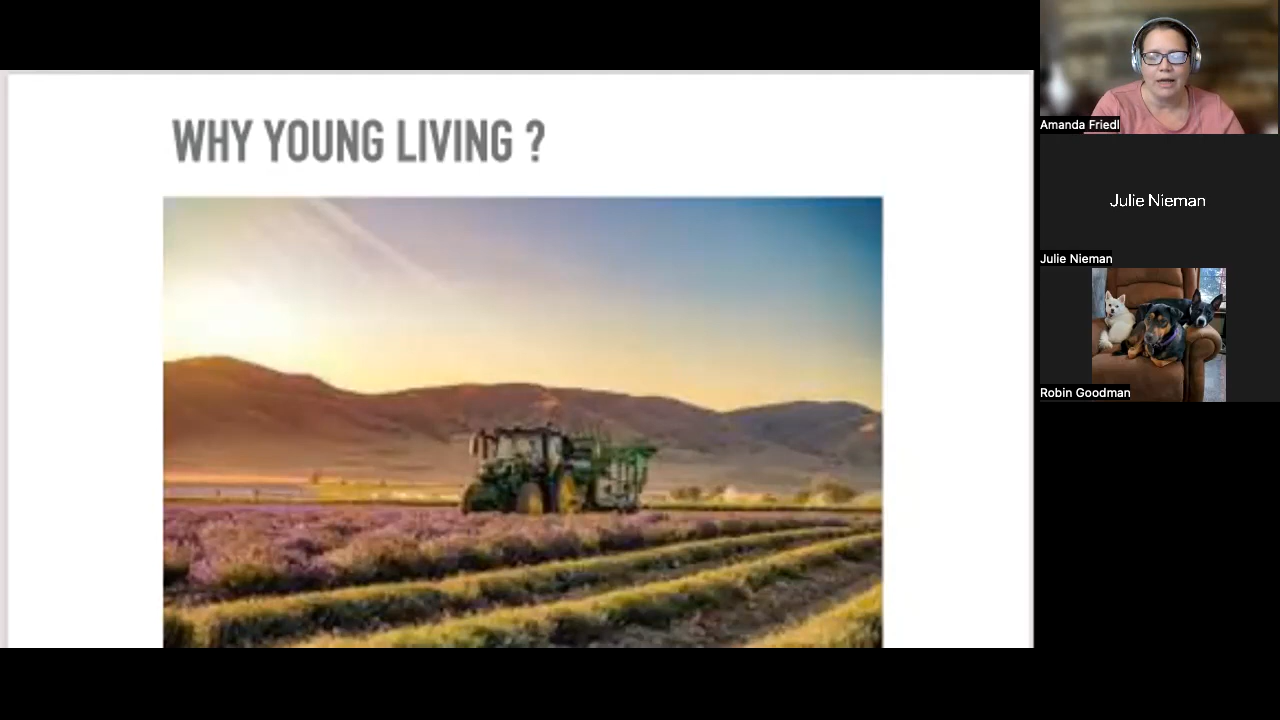 WHY YOUNG LIVING ?
Amanda Friedl
Julie Nieman
Julie Nieman
Robin Goodman